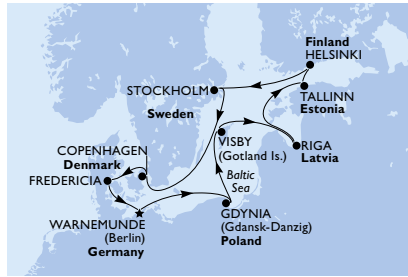 Finland
HELSINKI
STOCKHOLM
TALLINN
Estonia
Sweden
VISBY
(Gotland Is.)
RIGA
Latvia
COPENHAGEN
Denmark
FREDERICIA
Baltic
Sea
WARNEMUNDE
(Berlin)
Germany
GDYNIA
(Gdansk-Danzig)
Poland